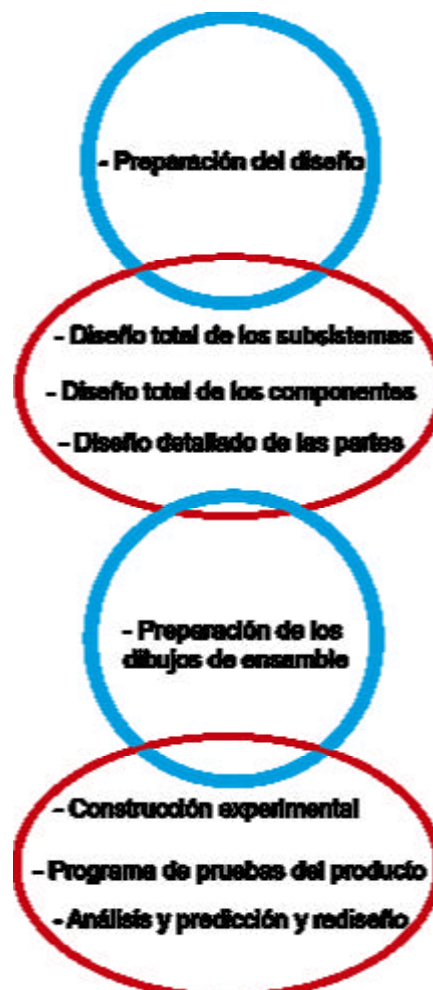 - Preparación del diseño
- Diseño total de los subsistemas
- Diseño total de los componentes
- Diseño detallado de las partes
- Preparación de los
dibujos de ensamble
- Construcción experimental
- Programa de pruebas del producto
- Análisis y predicción y rediseño